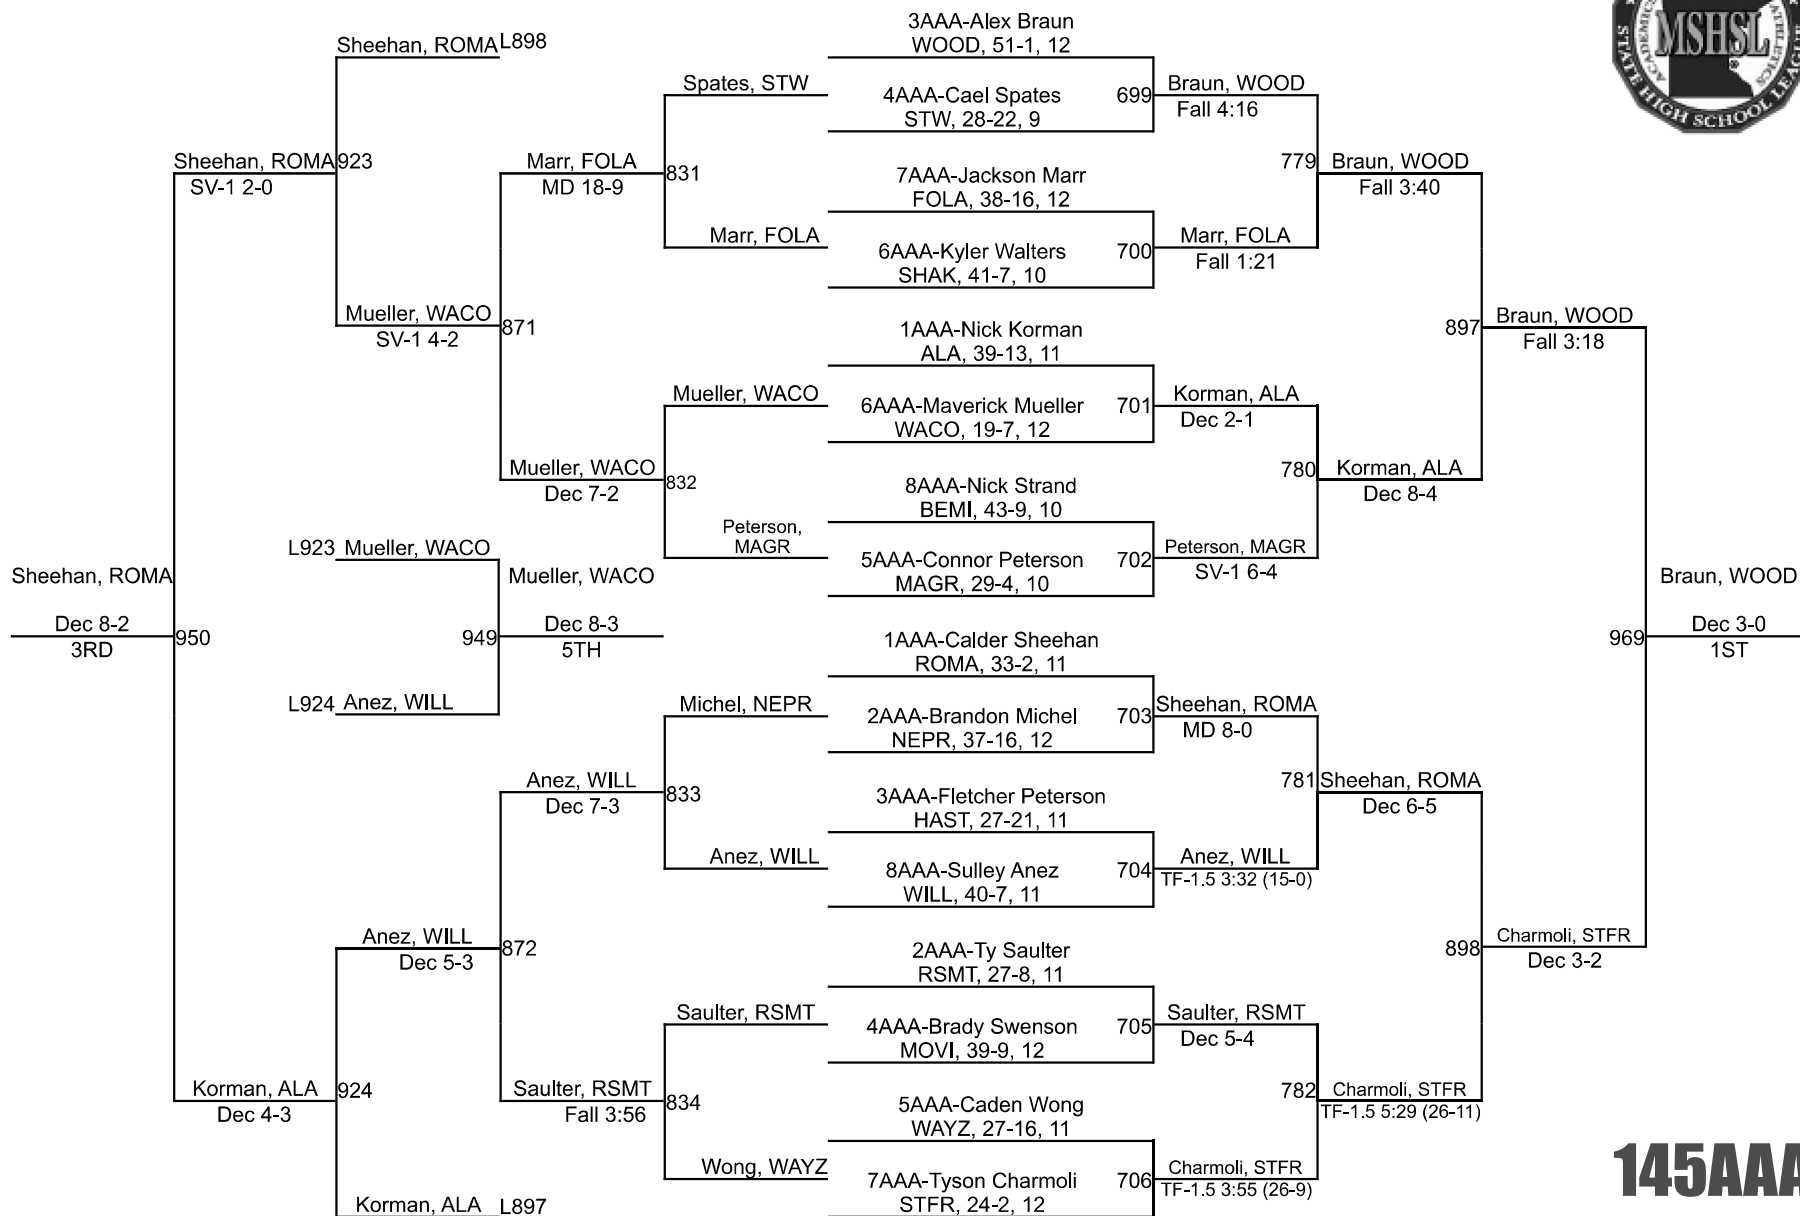 3AAA-Alex Braun
WOOD, 51-1, 12
Sheehan, ROMA L898
MSHSL
ACADEMICS
ATHLETICS
STATE HIGH SCHOOL LEAGUE
Spates, STW
4AAA-Cael Spates
STW, 28-22, 9
699
Braun, WOOD
Fall 4:16
Sheehan, ROMA 923
SV-1 2-0
Marr, FOLA
MD 18-9
831
7AAA-Jackson Marr
FOLA, 38-16, 12
779
Braun, WOOD
Fall 3:40
Marr, FOLA
6AAA-Kyler Walters
SHAK, 41-7, 10
700
Marr, FOLA
Fall 1:21
Mueller, WACO
SV-1 4-2
871
1AAA-Nick Korman
ALA, 39-13, 11
897
Braun, WOOD
Fall 3:18
Mueller, WACO
6AAA-Maverick Mueller
WACO, 19-7, 12
701
Korman, ALA
Dec 2-1
Mueller, WACO
Dec 7-2
832
8AAA-Nick Strand
BEMI, 43-9, 10
780
Korman, ALA
Dec 8-4
L923 Mueller, WACO
Peterson,
MAGR
5AAA-Connor Peterson
MAGR, 29-4, 10
702
Peterson, MAGR
SV-1 6-4
Sheehan, ROMA
Mueller, WACO
Braun, WOOD
Dec 8-2
3RD
950
949
Dec 8-3
5TH
1AAA-Calder Sheehan
ROMA, 33-2, 11
969
Dec 3-0
1ST
L924 Anez, WILL
Michel, NEPR
2AAA-Brandon Michel
NEPR, 37-16, 12
703
Sheehan, ROMA
MD 8-0
Anez, WILL
Dec 7-3
833
3AAA-Fletcher Peterson
HAST, 27-21, 11
781
Sheehan, ROMA
Dec 6-5
Anez, WILL
8AAA-Sulley Anez
WILL, 40-7, 11
704
Anez, WILL
TF-1.5 3:32 (15-0)
Anez, WILL
Dec 5-3
872
2AAA-Ty Saulter
RSMT, 27-8, 11
898
Charmoli, STFR
Dec 3-2
Saulter, RSMT
4AAA-Brady Swenson
MOVI, 39-9, 12
705
Saulter, RSMT
Dec 5-4
Korman, ALA
Dec 4-3
924
Saulter, RSMT
Fall 3:56
834
5AAA-Caden Wong
WAYZ, 27-16, 11
782
Charmoli, STFR
TF-1.5 5:29 (26-11)
Wong, WAYZ
7AAA-Tyson Charmoli
STFR, 24-2, 12
706
Charmoli, STFR
TF-1.5 3:55 (26-9)
Korman, ALA L897
145AAA